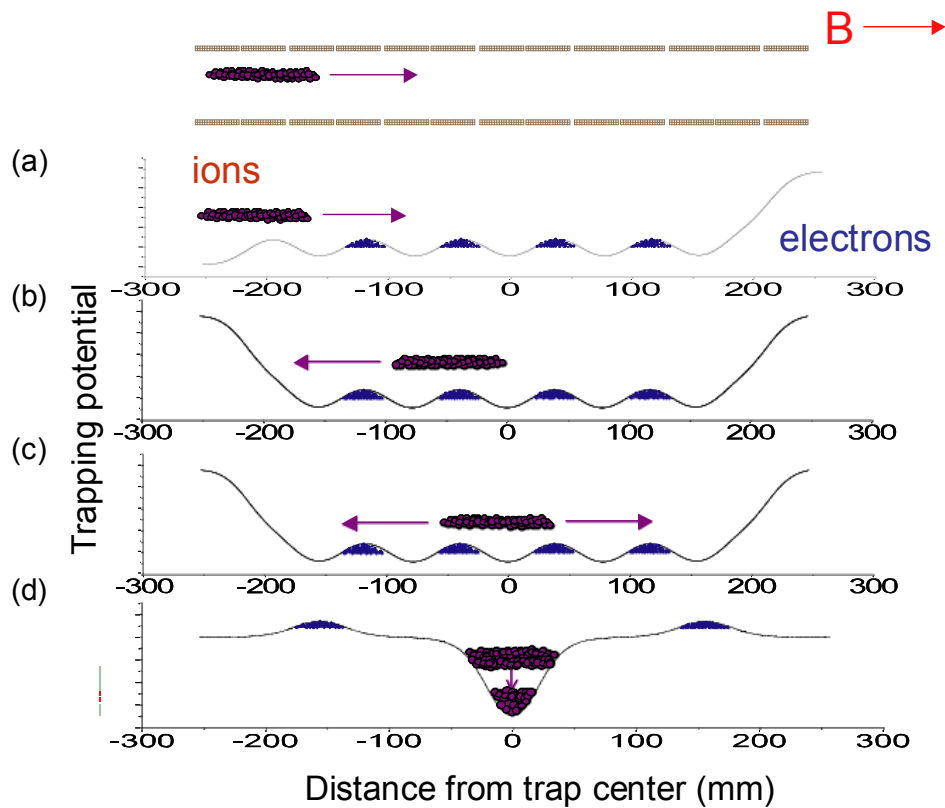 B
(a)
ions
electrons
-300 -200 -100 0 100 200 300
(b)
-300 -200 -100 0 100 200 300
(c)
-300 -200 -100 0 100 200 300
(d)
-300 -200 -100 0 100 200 300
Trapping potential
Distance from trap center (mm)